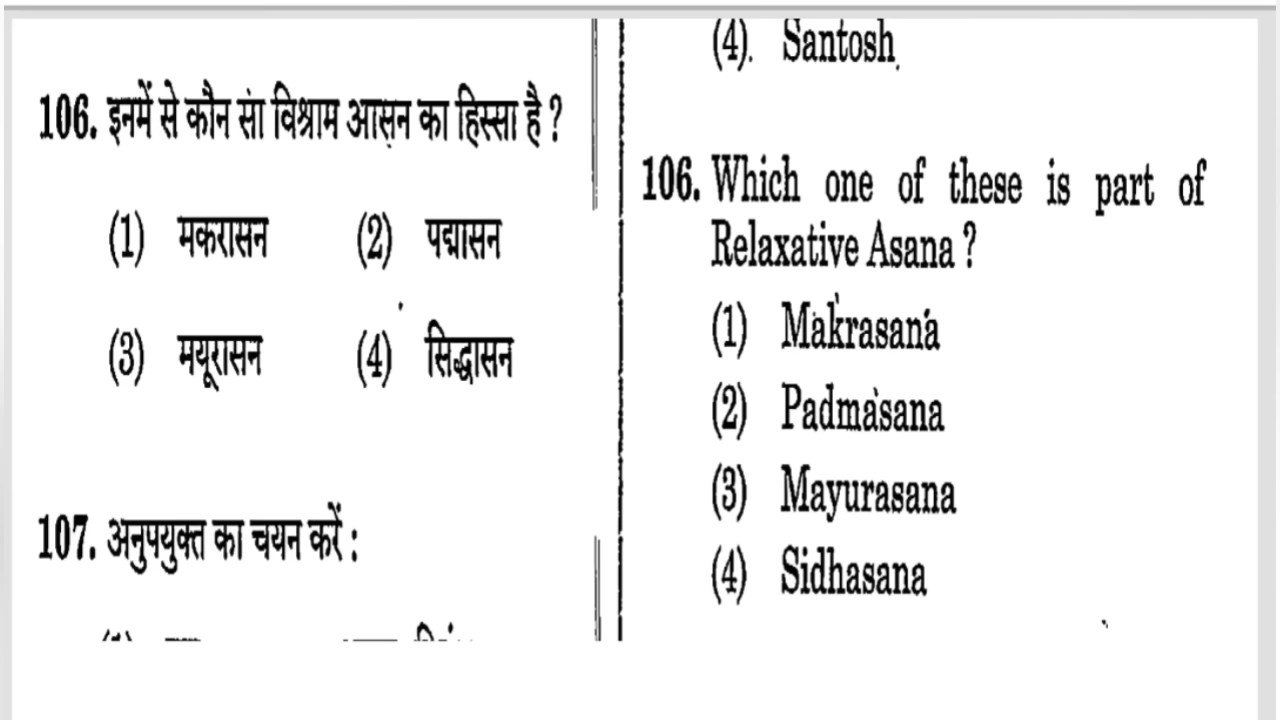 106. इनमें से कौन सा विश्राम आसन का हिस्सा है ?
(1) मकरासन (2) पद्मासन
(3) मयूरासन (4) सिद्धासन
107. अनुपयुक्त का चयन करें :
(4). Santosh
106. Which one of these is part of
Relaxative Asana ?
(1) Makrasana
(2) Padmasana
(3) Mayurasana
(4) Sidhasana